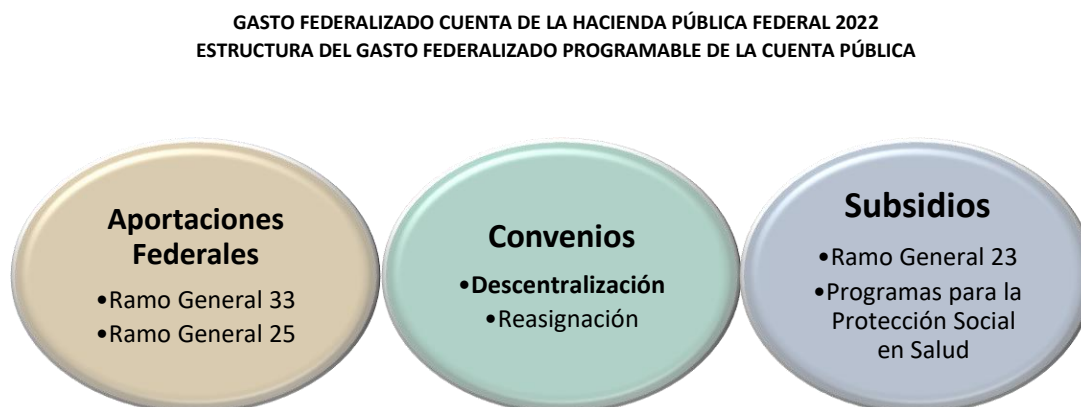 GASTO FEDERALIZADO CUENTA DE LA HACIENDA PÚBLICA FEDERAL 2022
ESTRUCTURA DEL GASTO FEDERALIZADO PROGRAMABLE DE LA CUENTA PÚBLICA
Aportaciones
Federales
•Ramo General 33
•Ramo General 25
Convenios
•Descentralización
•Reasignación
Subsidios
•Ramo General 23
•Programas para la
Protección Social
en Salud